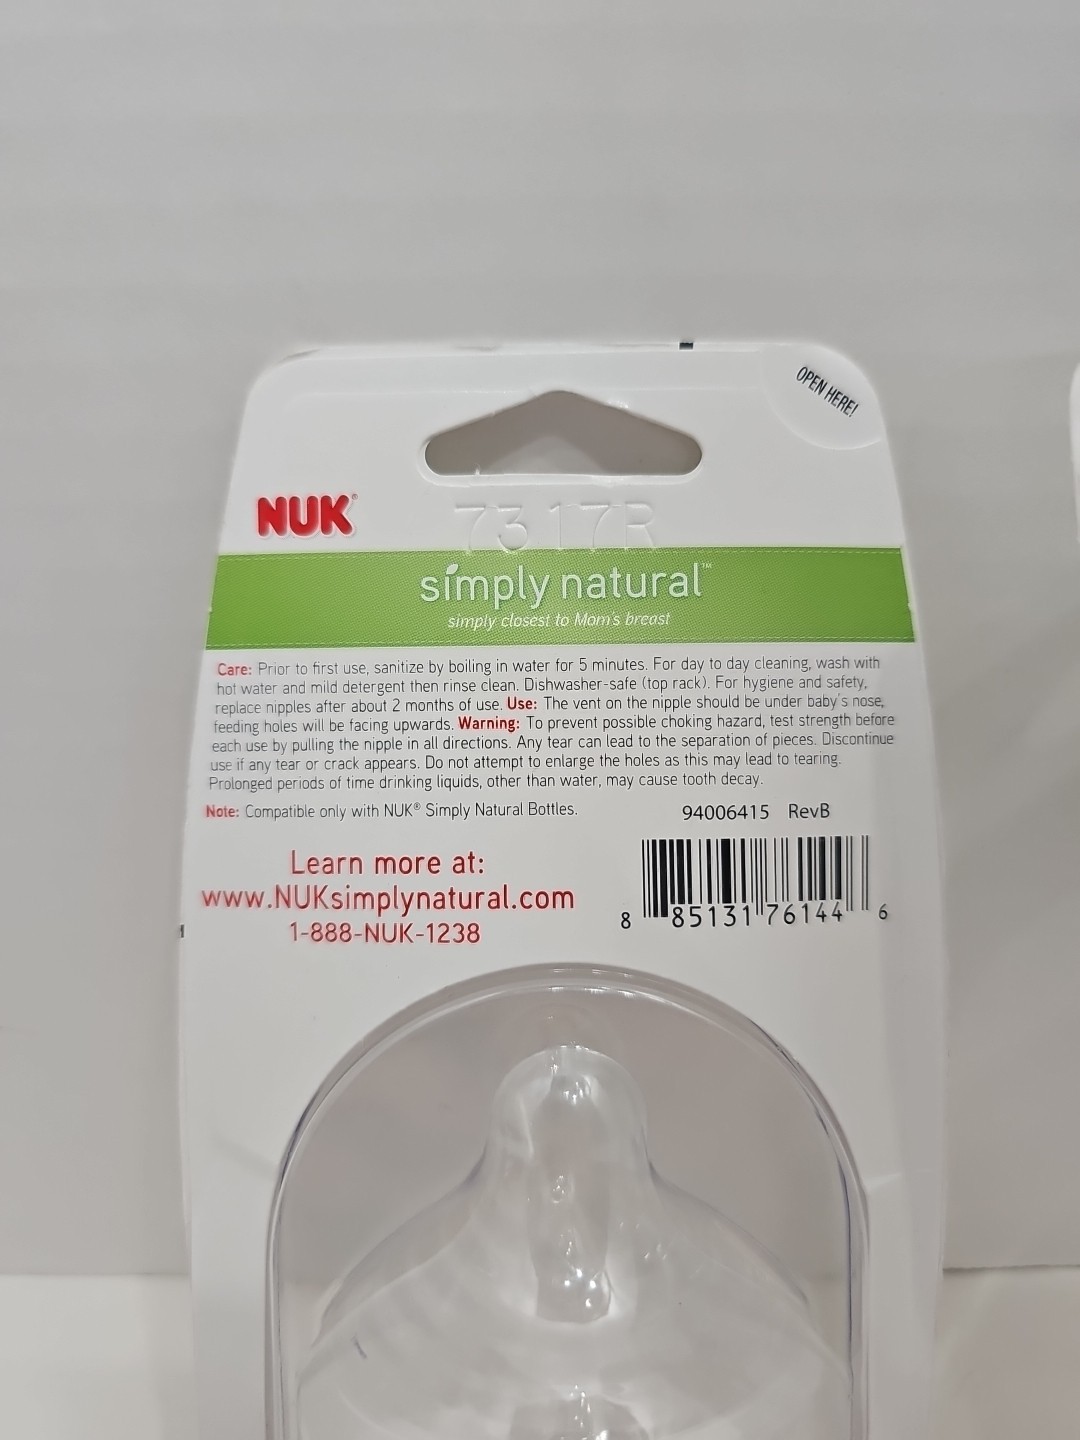 OPEN HERE!
NUK®
7317R
simply natural™
simply closest to Mom's breast
Care: Prior to first use, sanitize by boiling in water for 5 minutes. For day to day cleaning, wash with
hot water and mild detergent then rinse clean. Dishwasher-safe (top rack). For hygiene and safety,
replace nipples after about 2 months of use. Use: The vent on the nipple should be under baby's nose,
feeding holes will be facing upwards. Warning: To prevent possible choking hazard, test strength before
each use by pulling the nipple in all directions. Any tear can lead to the separation of pieces. Discontinue
use if any tear or crack appears. Do not attempt to enlarge the holes as this may lead to tearing.
Prolonged periods of time drinking liquids, other than water, may cause tooth decay.
Note: Compatible only with NUK® Simply Natural Bottles.
94006415 RevB
Learn more at:
www.NUKsimplynatural.com
1-888-NUK-1238
8 85131 76144 6